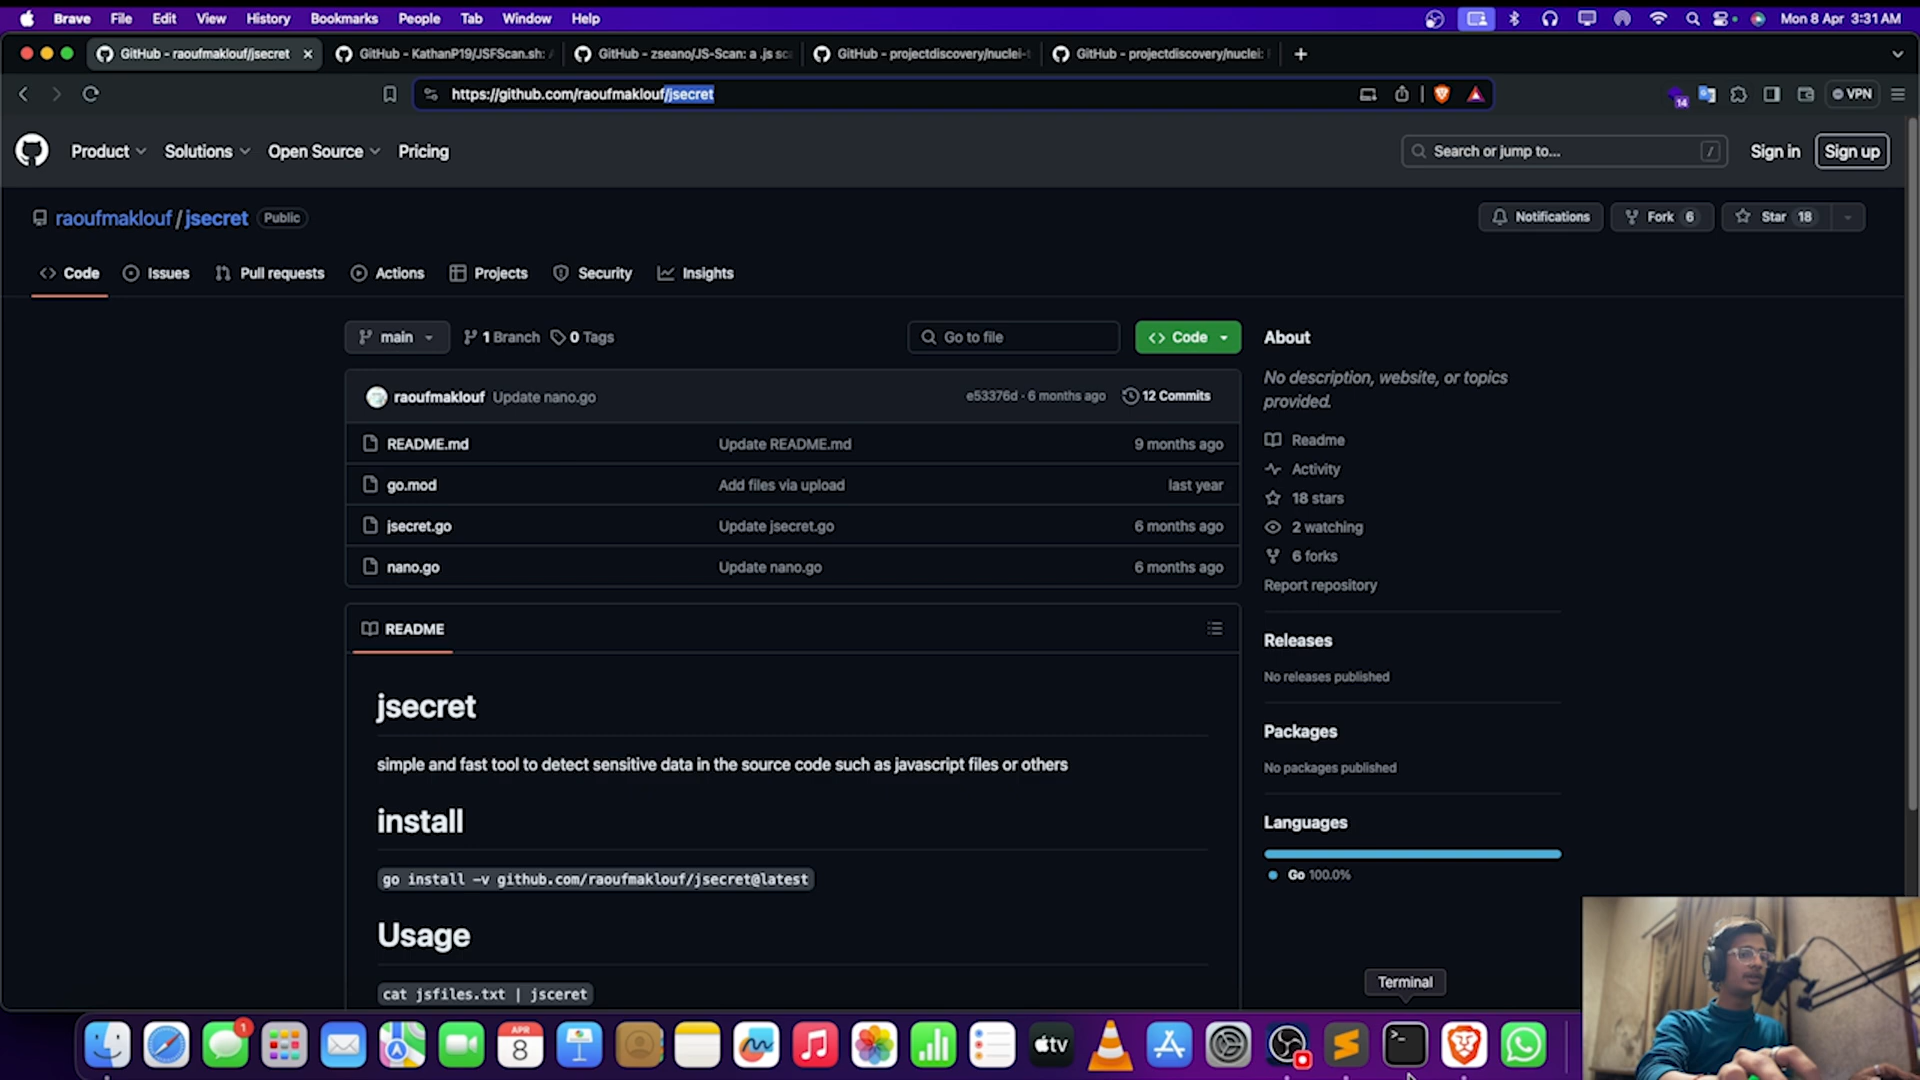 Brave File Edit View History Bookmarks People Tab Window Help Mon 8 Apr 3:31 AM
GitHub - raoufmaklouf/jsecret GitHub - KathanP19/JSFScan.sh: GitHub - zseano/JS-Scan: a .js sc GitHub - projectdiscovery/nuclei-t GitHub - projectdiscovery/nuclei:
https://github.com/raoufmaklouf//jsecret 14 VPN
Product Solutions Open Source Pricing Search or jump to... / Sign in Sign up
raoufmaklouf / jsecret Public Notifications Fork 6 Star 18
Code Issues Pull requests Actions Projects Security Insights
main 1 Branch 0 Tags Go to file Code About
No description, website, or topics
provided.
raoufmaklouf Update nano.go e53376d · 6 months ago 12 Commits
README.md Update README.md 9 months ago
Readme
go.mod Add files via upload last year
Activity
18 stars
jsecret.go Update jsecret.go 6 months ago
2 watching
6 forks
nano.go Update nano.go 6 months ago
Report repository
README
Releases
No releases published
jsecret
Packages
simple and fast tool to detect sensitive data in the source code such as javascript files or others
No packages published
install
Languages
go install -v github.com/raoufmaklouf/jsecret@latest
Go 100.0%
Usage
cat jsfiles.txt | jsceret
Terminal
1 APR 8 tv